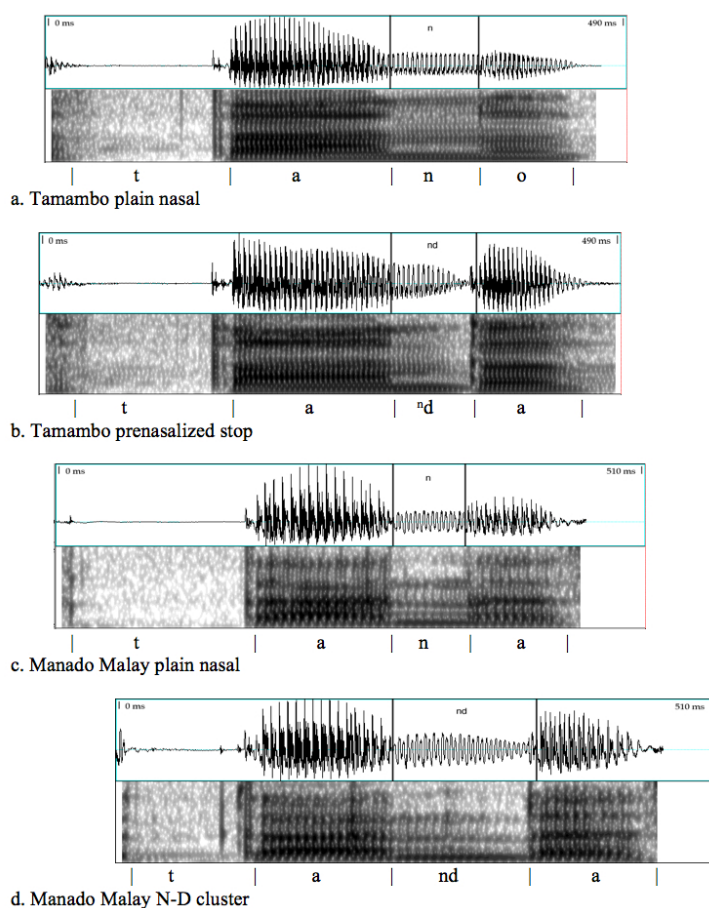 0 ms n 490 ms
| t | a | n | o |
a. Tamambo plain nasal
0 ms nd 490 ms
| t | a | ⁿd | a |
b. Tamambo prenasalized stop
0 ms n 510 ms
| t | a | n | a |
c. Manado Malay plain nasal
0 ms nd 510 ms
| t | a | nd | a |
d. Manado Malay N-D cluster